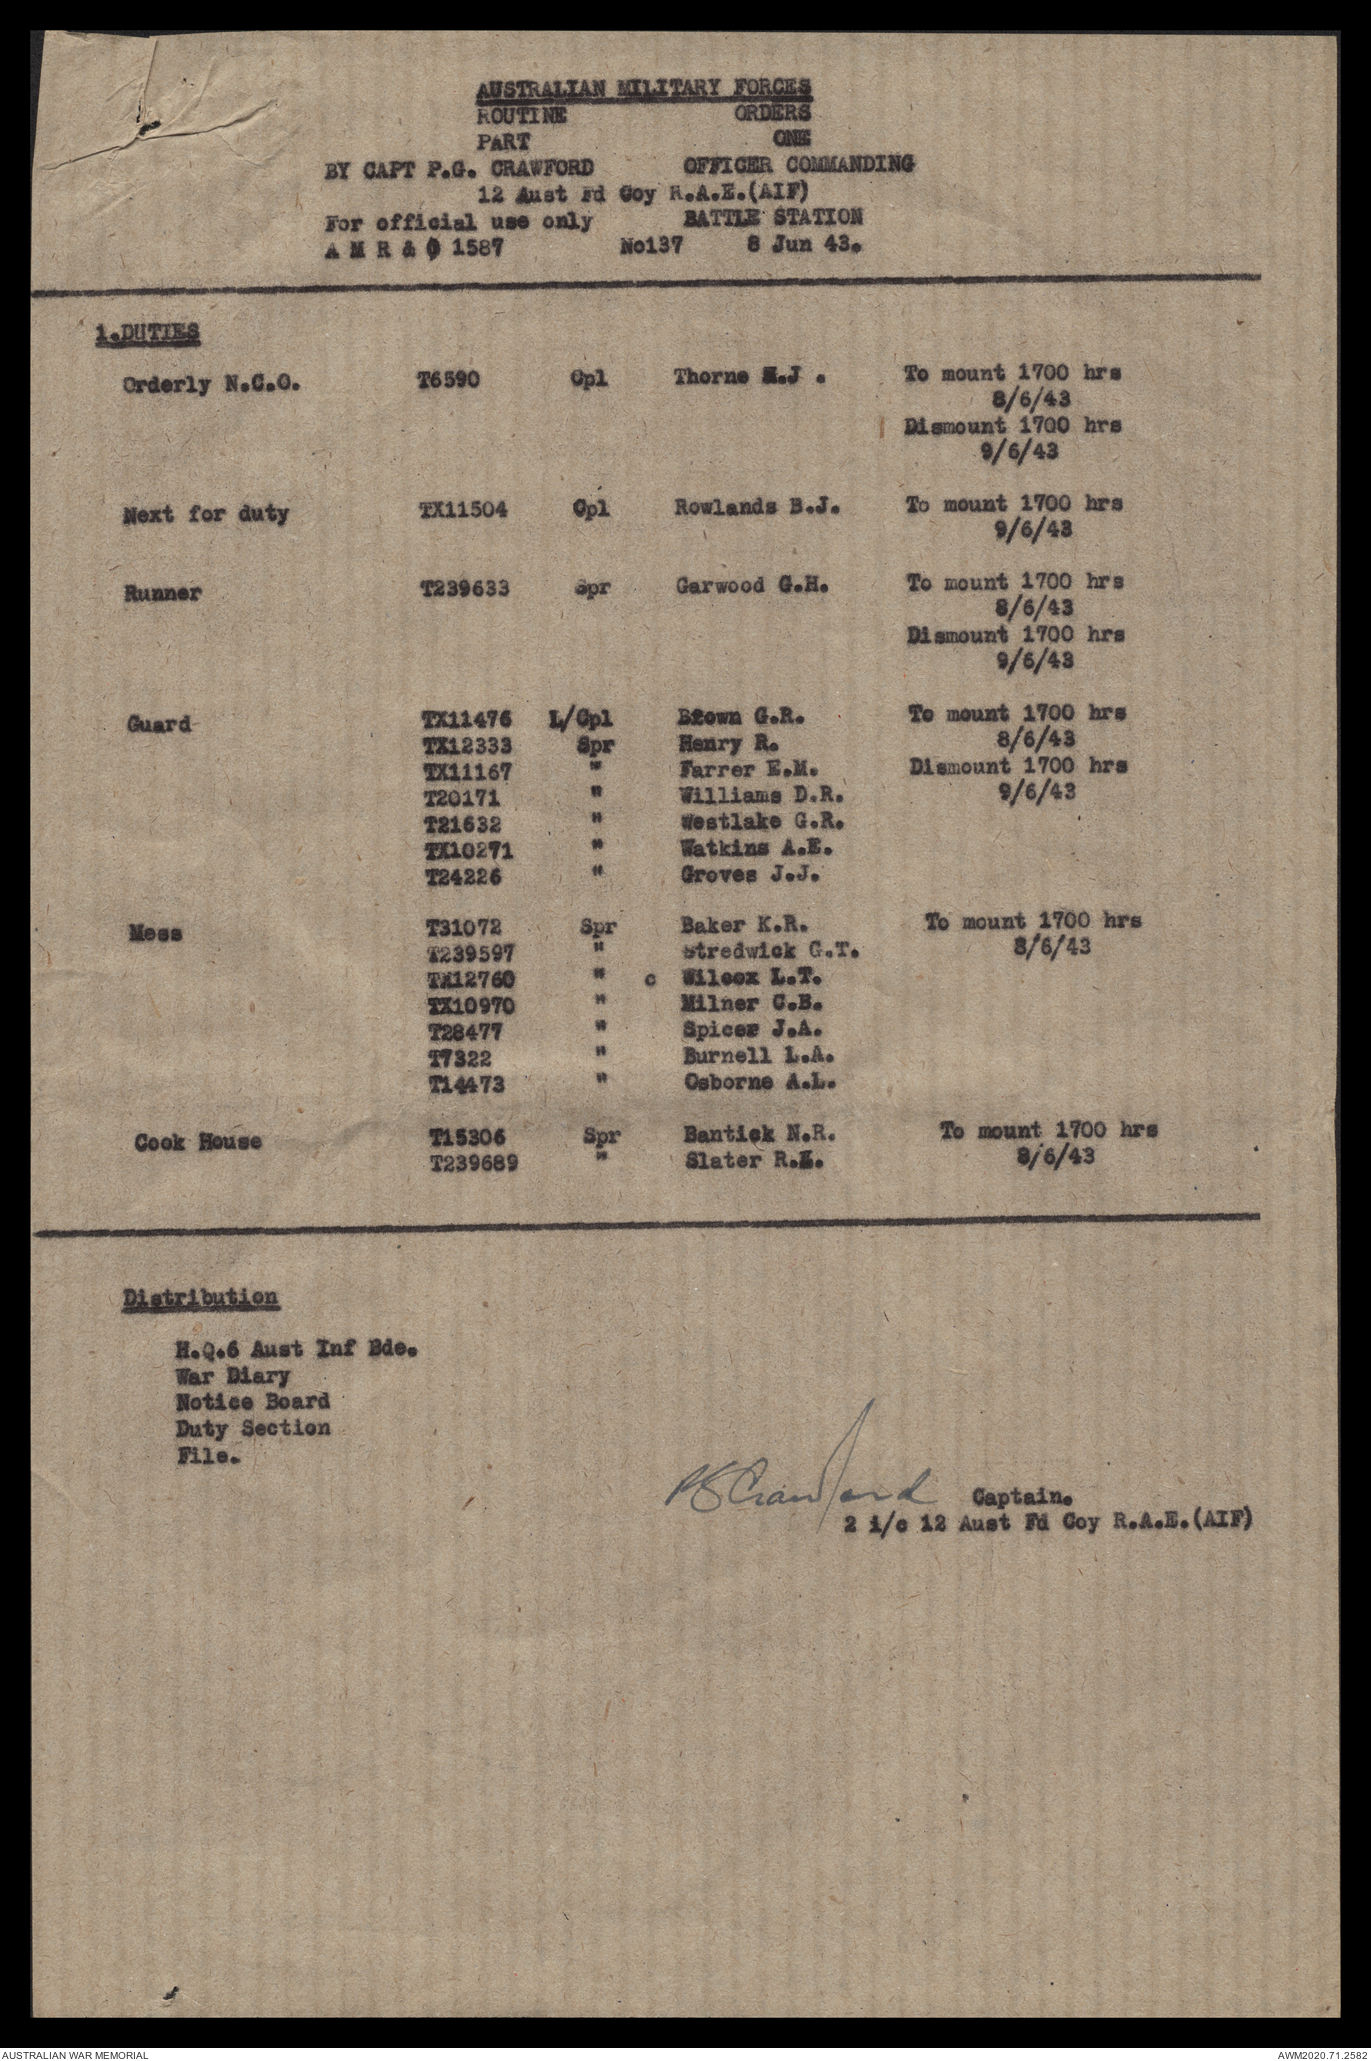 AUSTRALIAN MILITARY FORCES
ROUTINE ORDERS
PART ONE
BY CAPT P.G. CRAWFORD OFFICER COMMANDING
12 Aust Fd Coy R.A.E.(AIF)
For official use only BATTLE STATION
A M R & O 1587 No137 8 Jun 43.
1.DUTIES
Orderly N.C.O. T6590 Cpl Thorne .J . To mount 1700 hrs
8/6/43
Dismount 1700 hrs
9/6/43
Next for duty TX11504 Cpl Rowlands B.J. To mount 1700 hrs
9/6/43
Runner T239633 Spr Garwood G.H. To mount 1700 hrs
8/6/43
Dismount 1700 hrs
9/6/43
Guard TX11476 L/Cpl Brown G.R. To mount 1700 hrs
TX12333 Spr Henry R. 8/6/43
TX11167 " Farrer E.M. Dismount 1700 hrs
T20171 " Williams D.R. 9/6/43
T21632 " Westlake G.R.
TX10271 " Watkins A.E.
T24226 " Groves J.J.
Mess T31072 Spr Baker K.R. To mount 1700 hrs
T239597 " Stredwick G.T. 8/6/43
TX12760 " c Wilcox L.T.
TX10970 " Milner C.B.
T28477 " Spicer J.A.
T7322 " Burnell L.A.
T14473 " Osborne A.L.
Cook House T15306 Spr Bantick N.R. To mount 1700 hrs
T239689 " Slater R. 8/6/43
Distribution
H.Q.6 Aust Inf Bde.
War Diary
Notice Board
Duty Section
File.
PG Crawford Captain.
2 i/c 12 Aust Fd Coy R.A.E.(AIF)
AUSTRALIAN WAR MEMORIAL AWM2020.71.2582